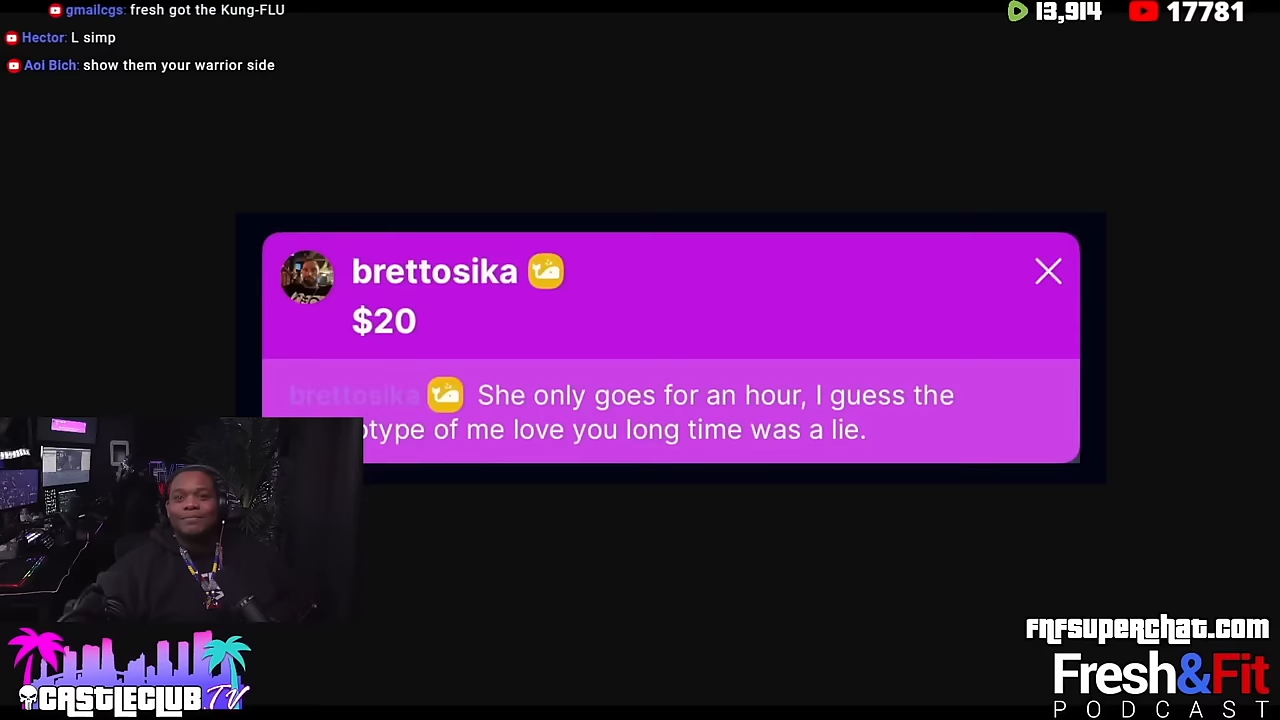 gmailcgs: fresh got the Kung-FLU
Hector: L simp
Aoi Blch: show them your warrior side
13,914 17781
brettosika
$20
brettosika She only goes for an hour, I guess the
otype of me love you long time was a lie.
fnfsuperchat.com
Fresh&Fit
PODCAST
CASTLECLUB TV